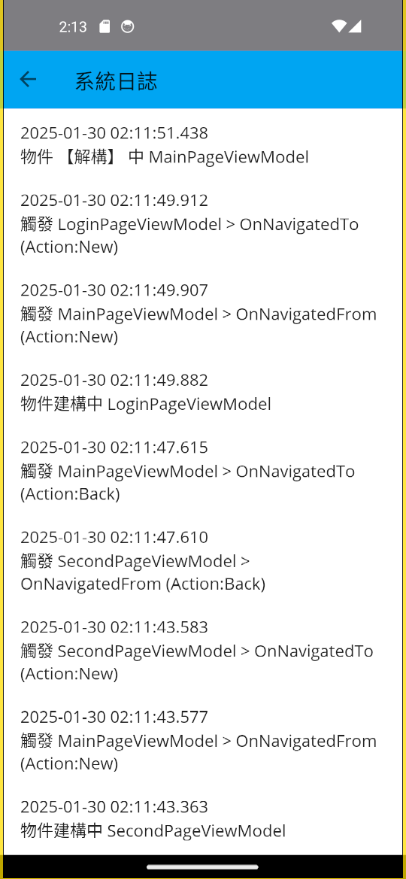 2:13
系統日誌
2025-01-30 02:11:51.438
物件 【解構】 中 MainPageViewModel
2025-01-30 02:11:49.912
觸發 LoginPageViewModel > OnNavigatedTo
(Action:New)
2025-01-30 02:11:49.907
觸發 MainPageViewModel > OnNavigatedFrom
(Action:New)
2025-01-30 02:11:49.882
物件建構中 LoginPageViewModel
2025-01-30 02:11:47.615
觸發 MainPageViewModel > OnNavigatedTo
(Action:Back)
2025-01-30 02:11:47.610
觸發 SecondPageViewModel >
OnNavigatedFrom (Action:Back)
2025-01-30 02:11:43.583
觸發 SecondPageViewModel > OnNavigatedTo
(Action:New)
2025-01-30 02:11:43.577
觸發 MainPageViewModel > OnNavigatedFrom
(Action:New)
2025-01-30 02:11:43.363
物件建構中 SecondPageViewModel